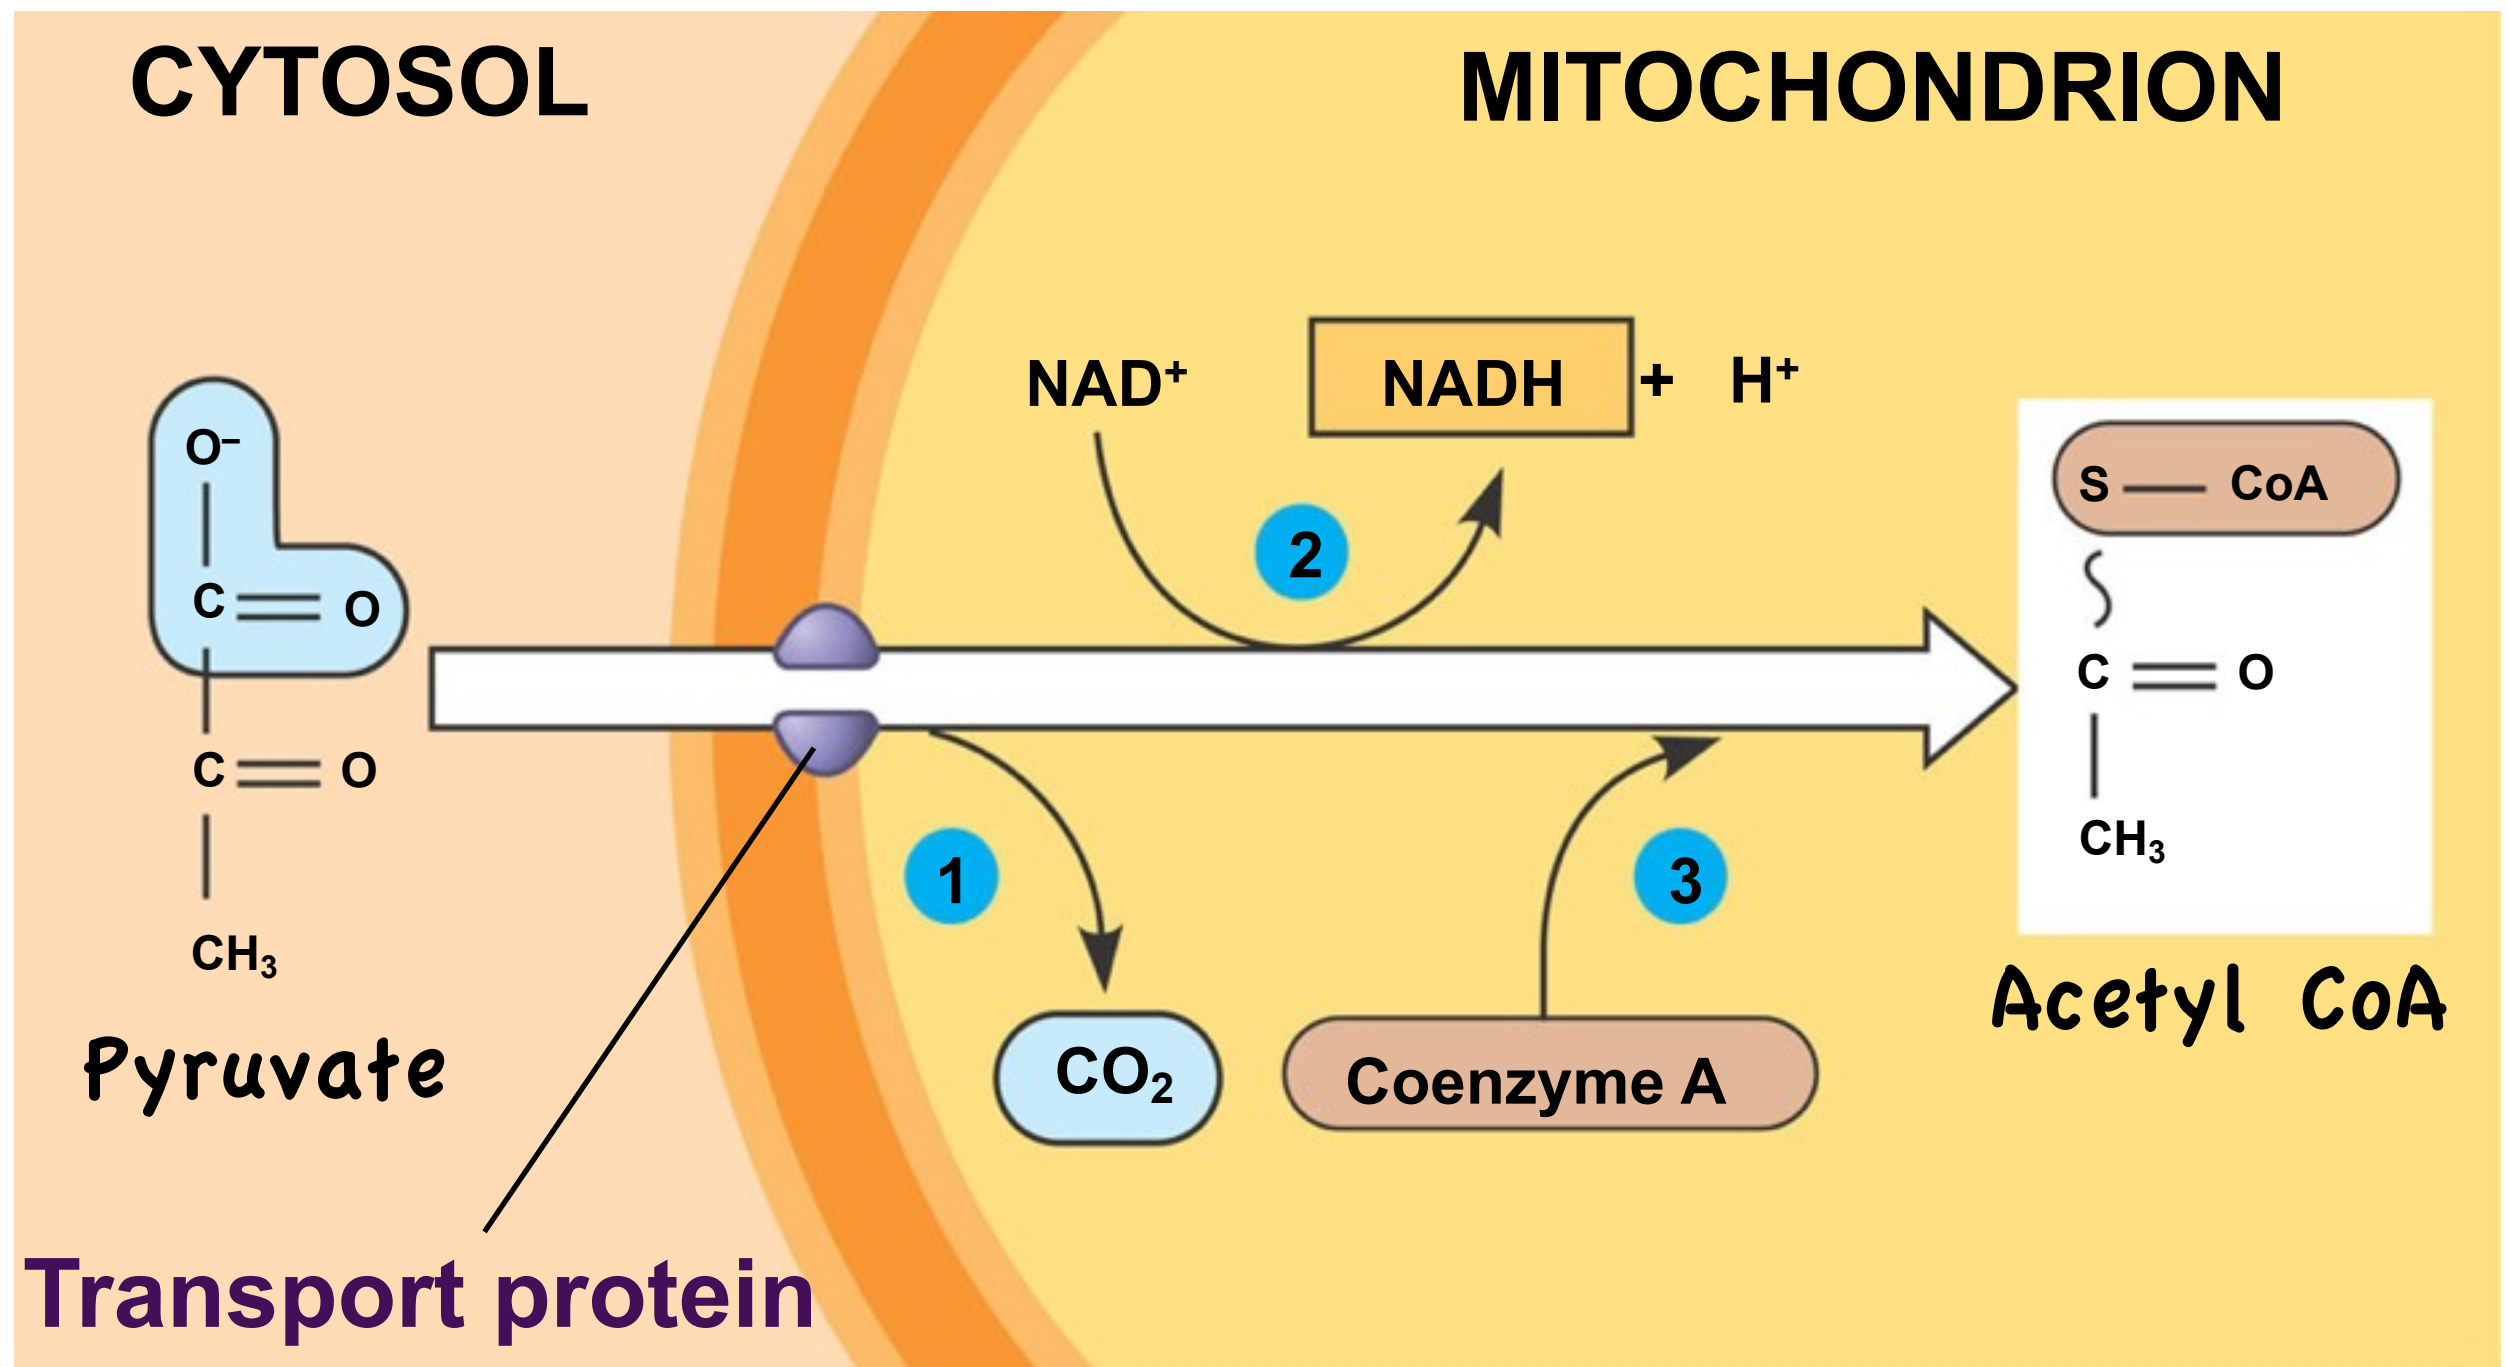 CYTOSOL
MITOCHONDRION
NAD⁺
NADH + H⁺
O⁻
C O
C O
CH₃
Pyruvate
Transport protein
1
2
3
CO₂
Coenzyme A
S CoA
C O
CH₃
Acetyl CoA